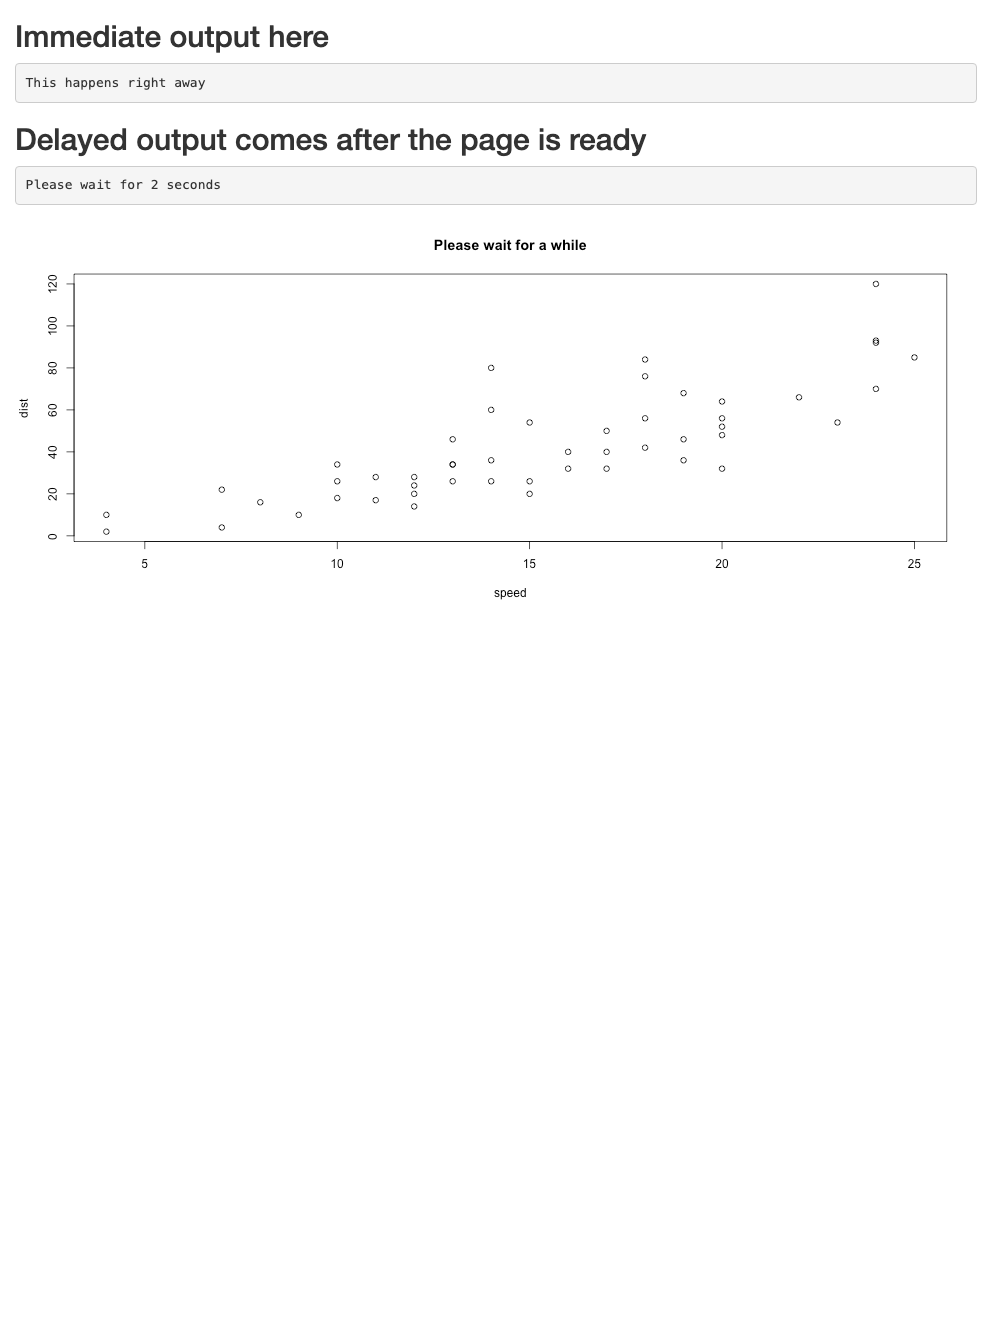 Immediate output here
This happens right away
Delayed output comes after the page is ready
Please wait for 2 seconds
Please wait for a while
120
100
80
60
40
20
0
dist
5 10 15 20 25
speed